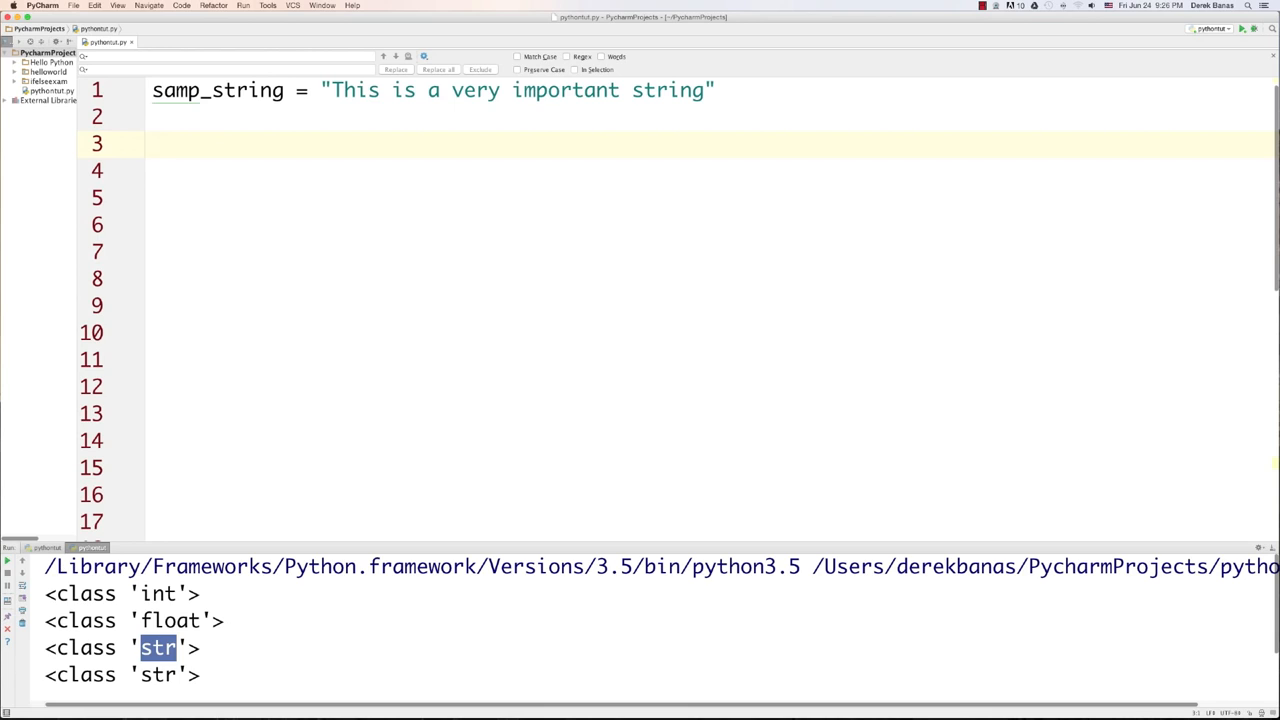 PyCharm File Edit View Navigate Code Refactor Run Tools VCS Window Help
10 Fri Jun 24 9:26 PM Derek Banas
pythontut.py - PycharmProjects - [~/PycharmProjects]
PycharmProjects pythontut.py pythontut
pythontut.py
Match Case Regex Words
Replace Replace all Exclude Preserve Case In Selection
PycharmProject
Hello Python
helloworld
ifelseexam
pythontut.py
External Librarie
1 samp_string = "This is a very important string"
2
3
4
5
6
7
8
9
10
11
12
13
14
15
16
17
Run: pythontut pythontut
/Library/Frameworks/Python.framework/Versions/3.5/bin/python3.5 /Users/derekbanas/PycharmProjects/pytho
<class 'int'>
<class 'float'>
<class 'str'>
<class 'str'>
3:1 LF÷ UTF-8÷